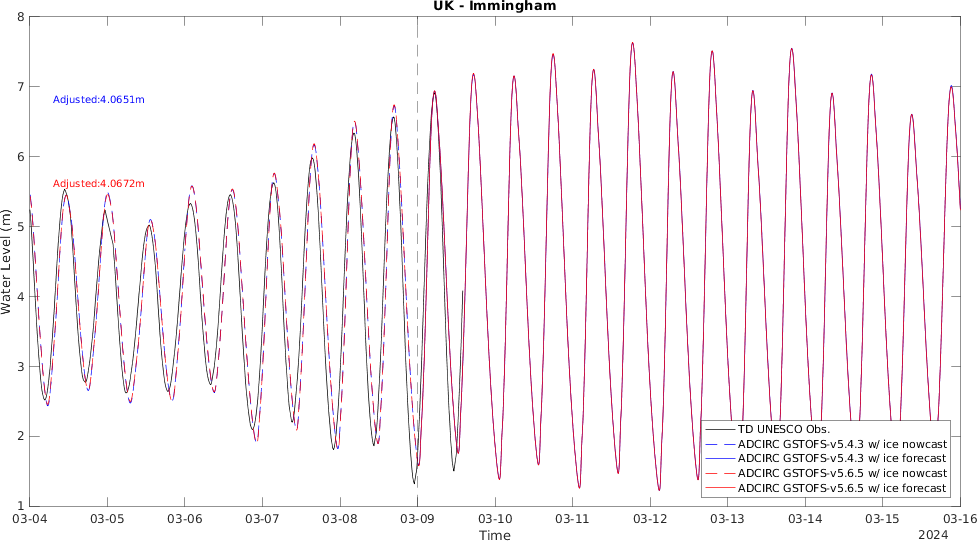 UK - Immingham
8
7
6
5
4
3
2
1
Water Level (m)
Adjusted:4.0651m
Adjusted:4.0672m
TD UNESCO Obs.
ADCIRC GSTOFS-v5.4.3 w/ ice nowcast
ADCIRC GSTOFS-v5.4.3 w/ ice forecast
ADCIRC GSTOFS-v5.6.5 w/ ice nowcast
ADCIRC GSTOFS-v5.6.5 w/ ice forecast
03-04 03-05 03-06 03-07 03-08 03-09 03-10 03-11 03-12 03-13 03-14 03-15 03-16
Time
2024